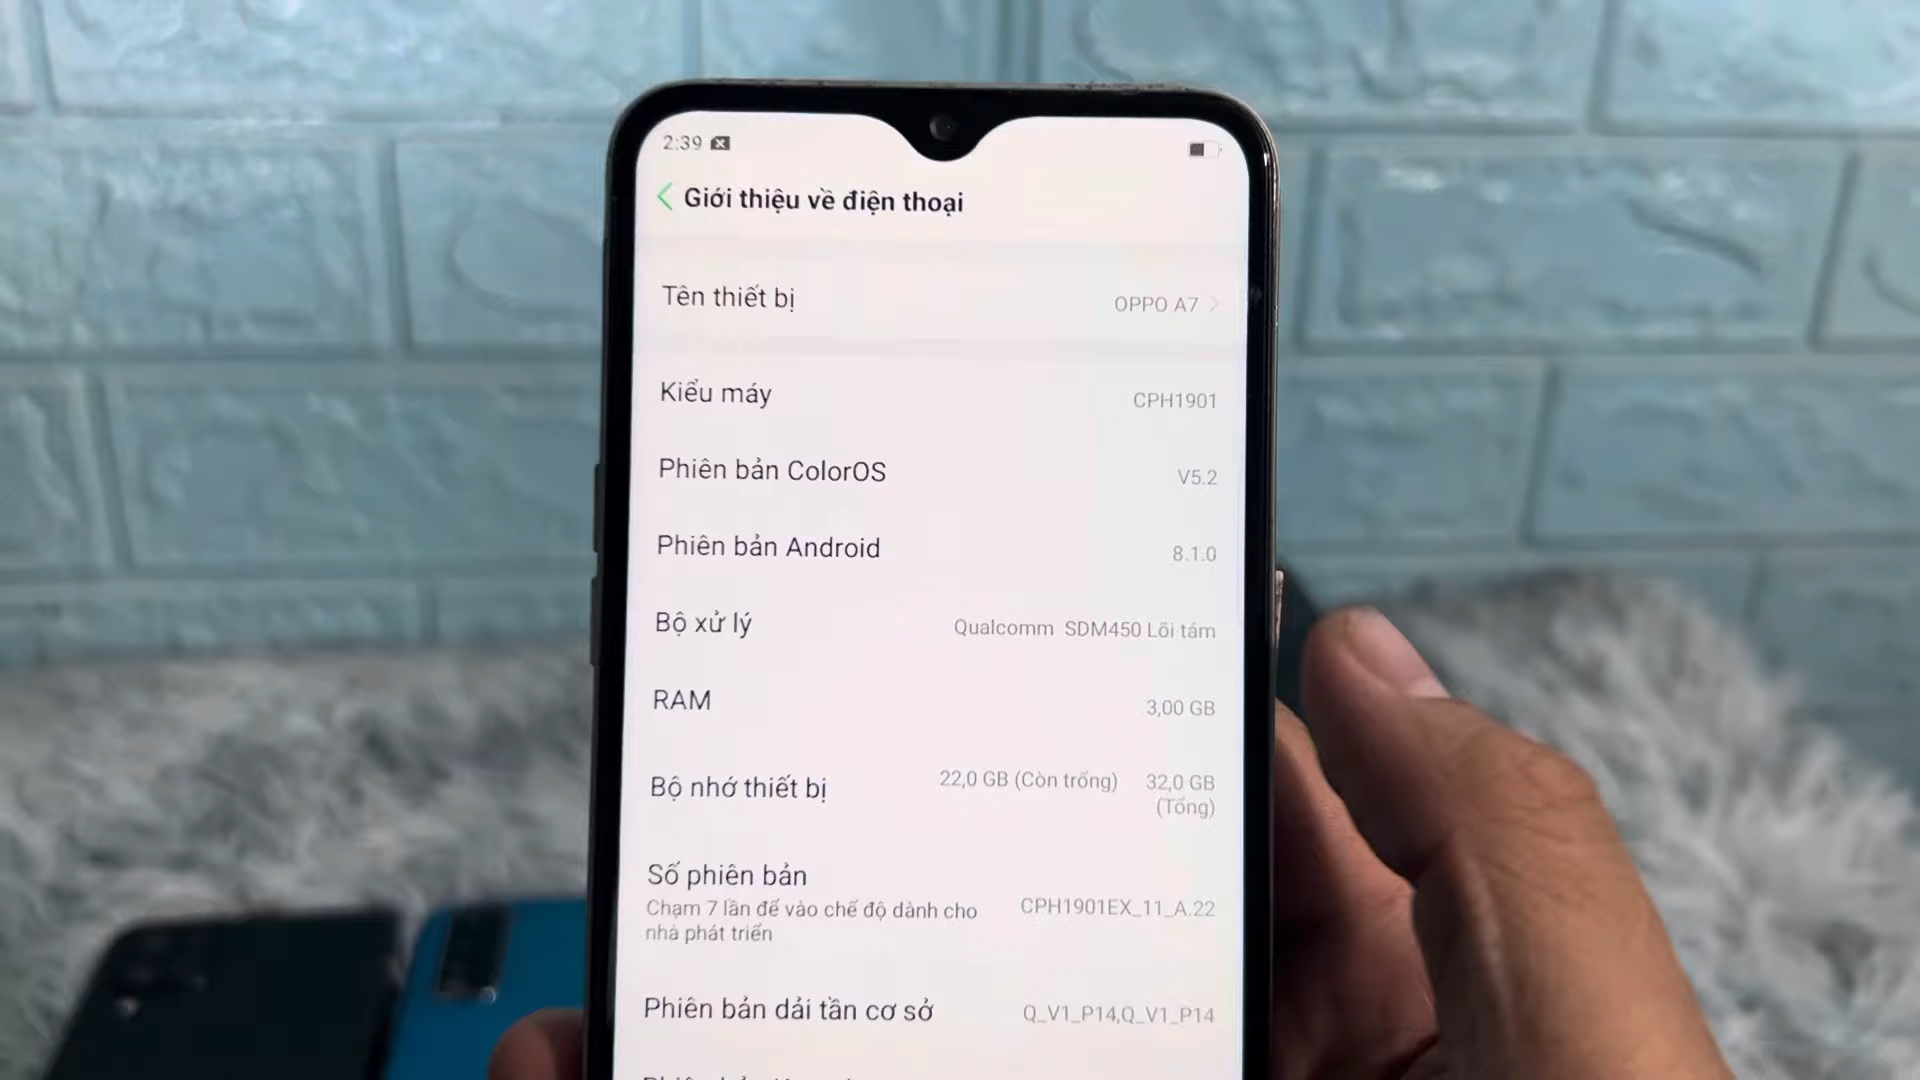 2:39
Giới thiệu về điện thoại
Tên thiết bị OPPO A7
Kiểu máy CPH1901
Phiên bản ColorOS V5.2
Phiên bản Android 8.1.0
Bộ xử lý Qualcomm SDM450 Lõi tám
RAM 3,00 GB
Bộ nhớ thiết bị 22,0 GB (Còn trống) 32,0 GB
(Tổng)
Số phiên bản
Chạm 7 lần để vào chế độ dành cho CPH1901EX_11_A.22
nhà phát triển
Phiên bản dải tần cơ sở Q_V1_P14,Q_V1_P14